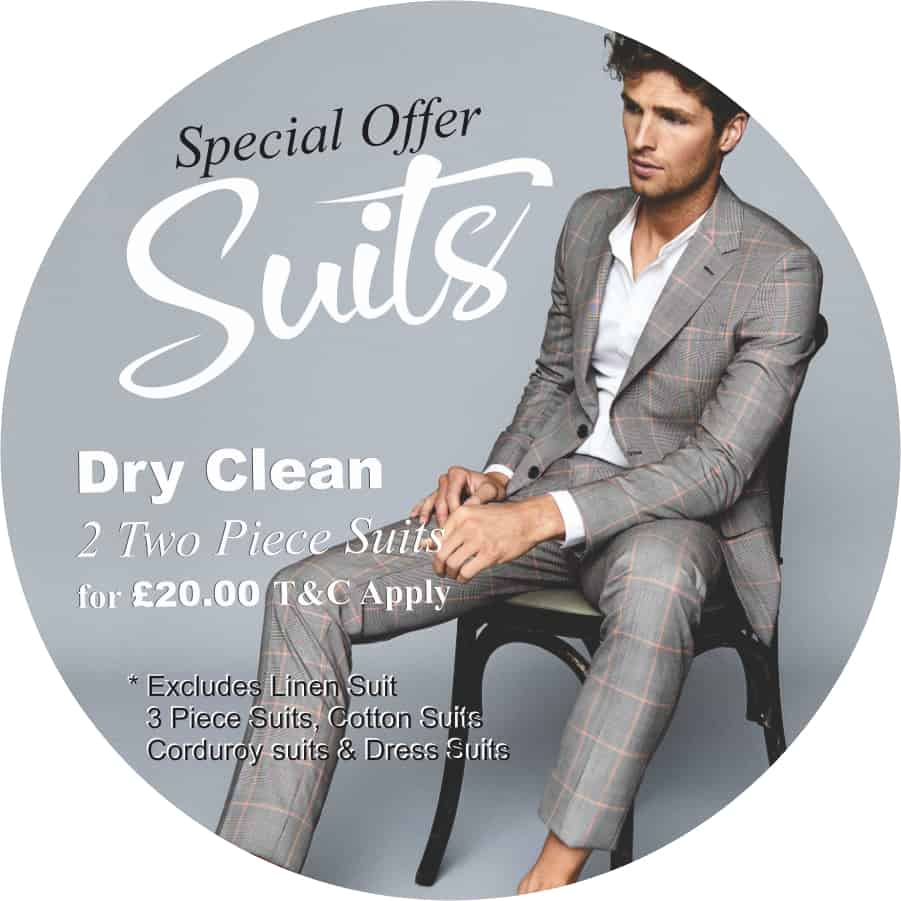 Special Offer
Suits
Dry Clean
2 Two Piece Suits
for £20.00 T&C Apply
* Excludes Linen Suit
3 Piece Suits, Cotton Suits
Corduroy suits & Dress Suits